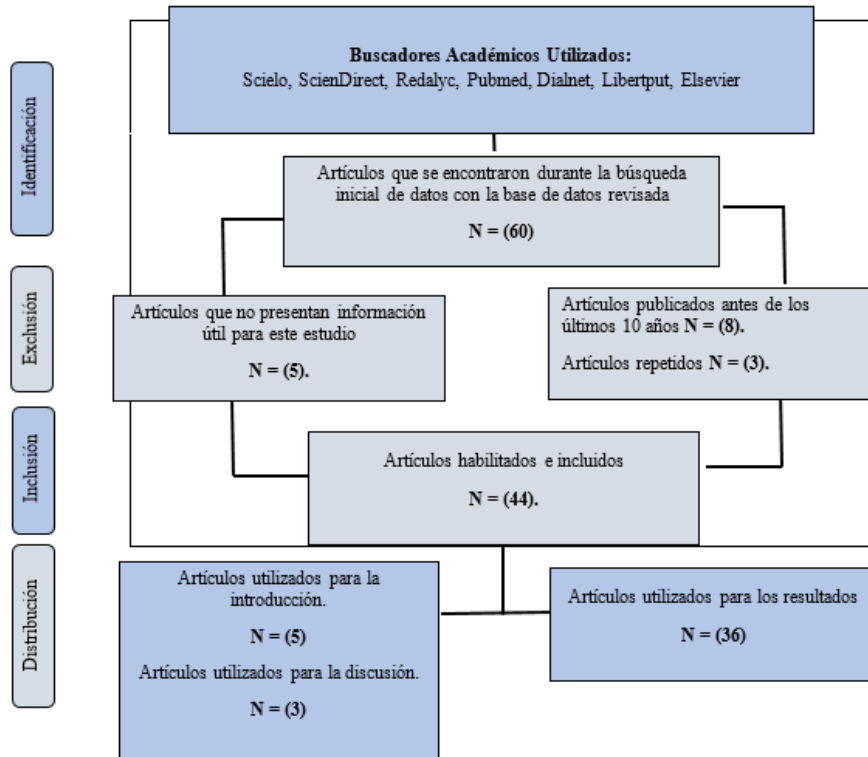 Identificación
Buscadores Académicos Utilizados:
Scielo, ScienDirect, Redalyc, Pubmed, Dialnet, Libertput, Elsevier
Artículos que se encontraron durante la búsqueda
inicial de datos con la base de datos revisada
N = (60)
Exclusión
Artículos que no presentan información
útil para este estudio
N = (5).
Artículos publicados antes de los
últimos 10 años N = (8).
Artículos repetidos N = (3).
Inclusión
Artículos habilitados e incluidos
N = (44).
Distribución
Artículos utilizados para la
introducción.
N = (5)
Artículos utilizados para la discusión.
N = (3)
Artículos utilizados para los resultados
N = (36)